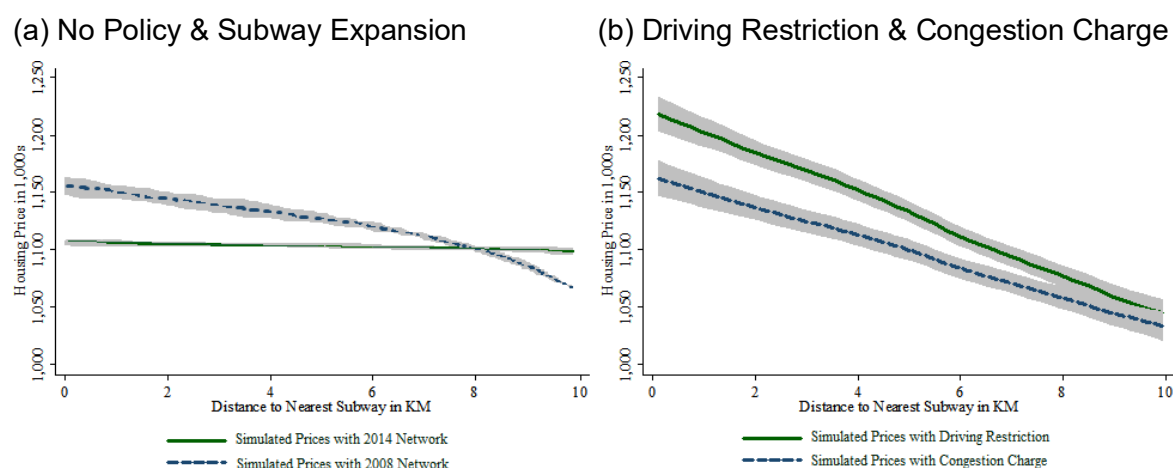 (a) No Policy & Subway Expansion
Housing Price in 1,000s
1,250
1,200
1,150
1,100
1,050
1,000
0 2 4 6 8 10
Distance to Nearest Subway in KM
Simulated Prices with 2014 Network
Simulated Prices with 2008 Network
(b) Driving Restriction & Congestion Charge
Housing Price in 1,000s
1,250
1,200
1,150
1,100
1,050
1,000
0 2 4 6 8 10
Distance to Nearest Subway in KM
Simulated Prices with Driving Restriction
Simulated Prices with Congestion Charge